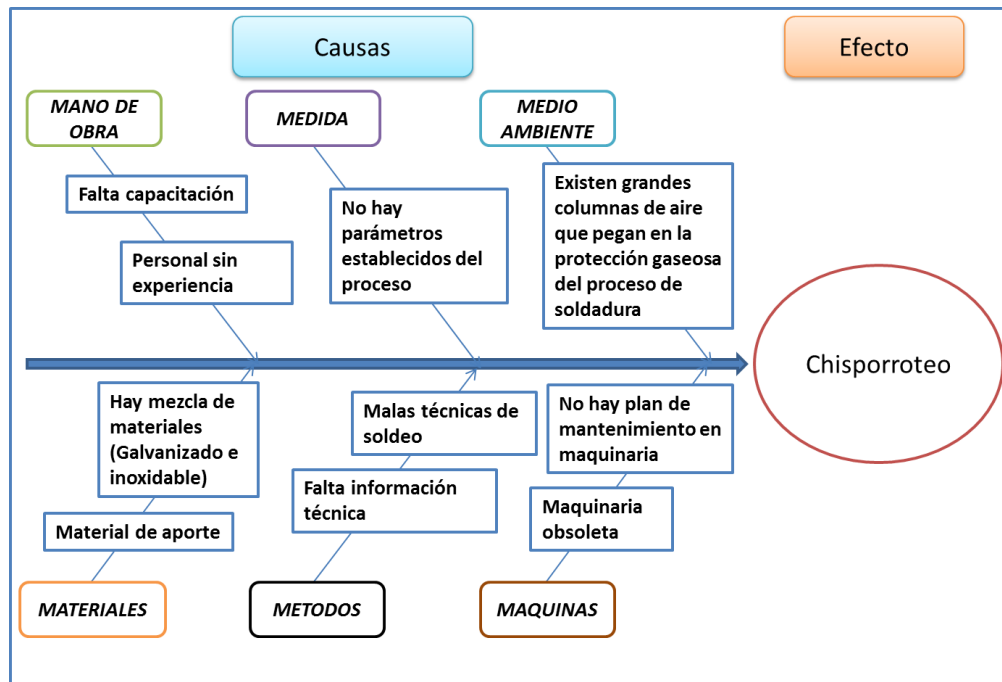 Causas
Efecto
MANO DE
OBRA
MEDIDA
MEDIO
AMBIENTE
Falta capacitación
Personal sin
experiencia
No hay
parámetros
establecidos del
proceso
Existen grandes
columnas de aire
que pegan en la
protección gaseosa
del proceso de
soldadura
Chisporroteo
Hay mezcla de
materiales
(Galvanizado e
inoxidable)
Material de aporte
Malas técnicas de
soldeo
Falta información
técnica
No hay plan de
mantenimiento en
maquinaria
Maquinaria
obsoleta
MATERIALES
METODOS
MAQUINAS